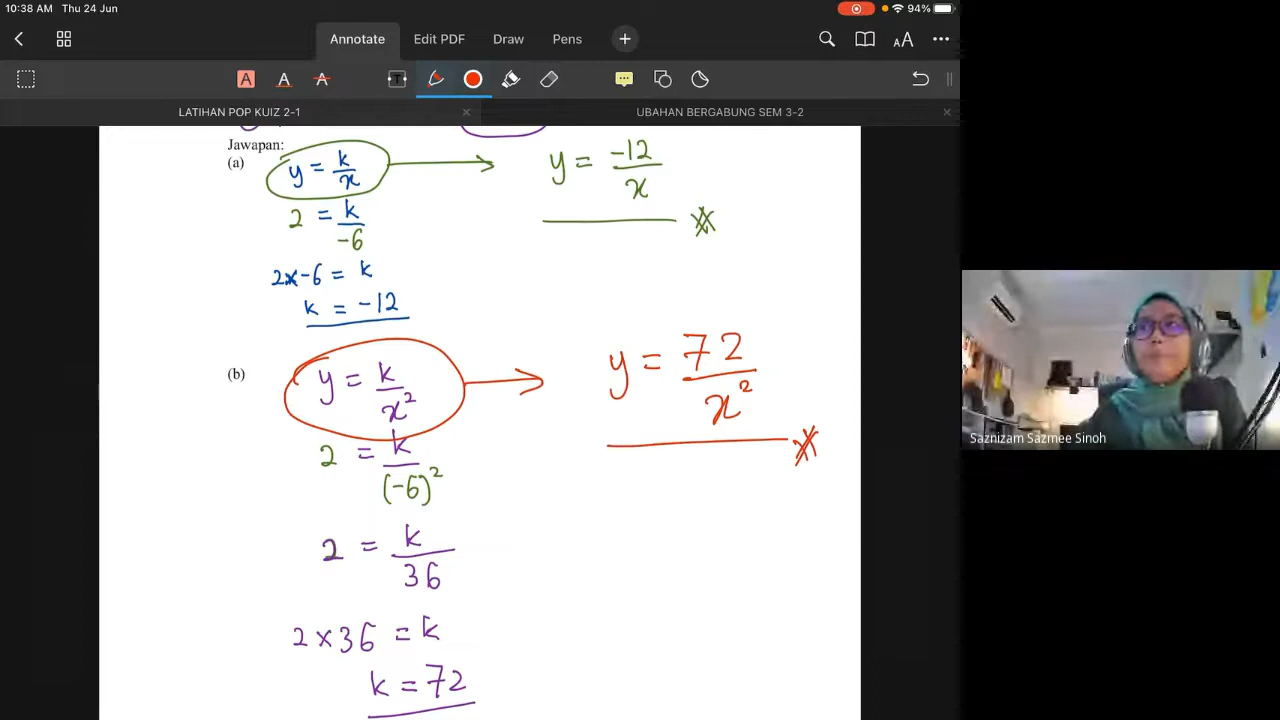 10:38 AM Thu 24 Jun
94%
Annotate Edit PDF Draw Pens
AA
A A A T
LATIHAN POP KUIZ 2-1 × UBAHAN BERGABUNG SEM 3-2 ×
Jawapan:
(a)
y = k/x
y = -12/x
2 = k/-6
2x-6 = k
k = -12
(b)
y = k/x²
y = 72/x²
2 = k/(-6)²
2 = k/36
2 × 36 = k
k = 72
Saznizam Sazmee Sinoh